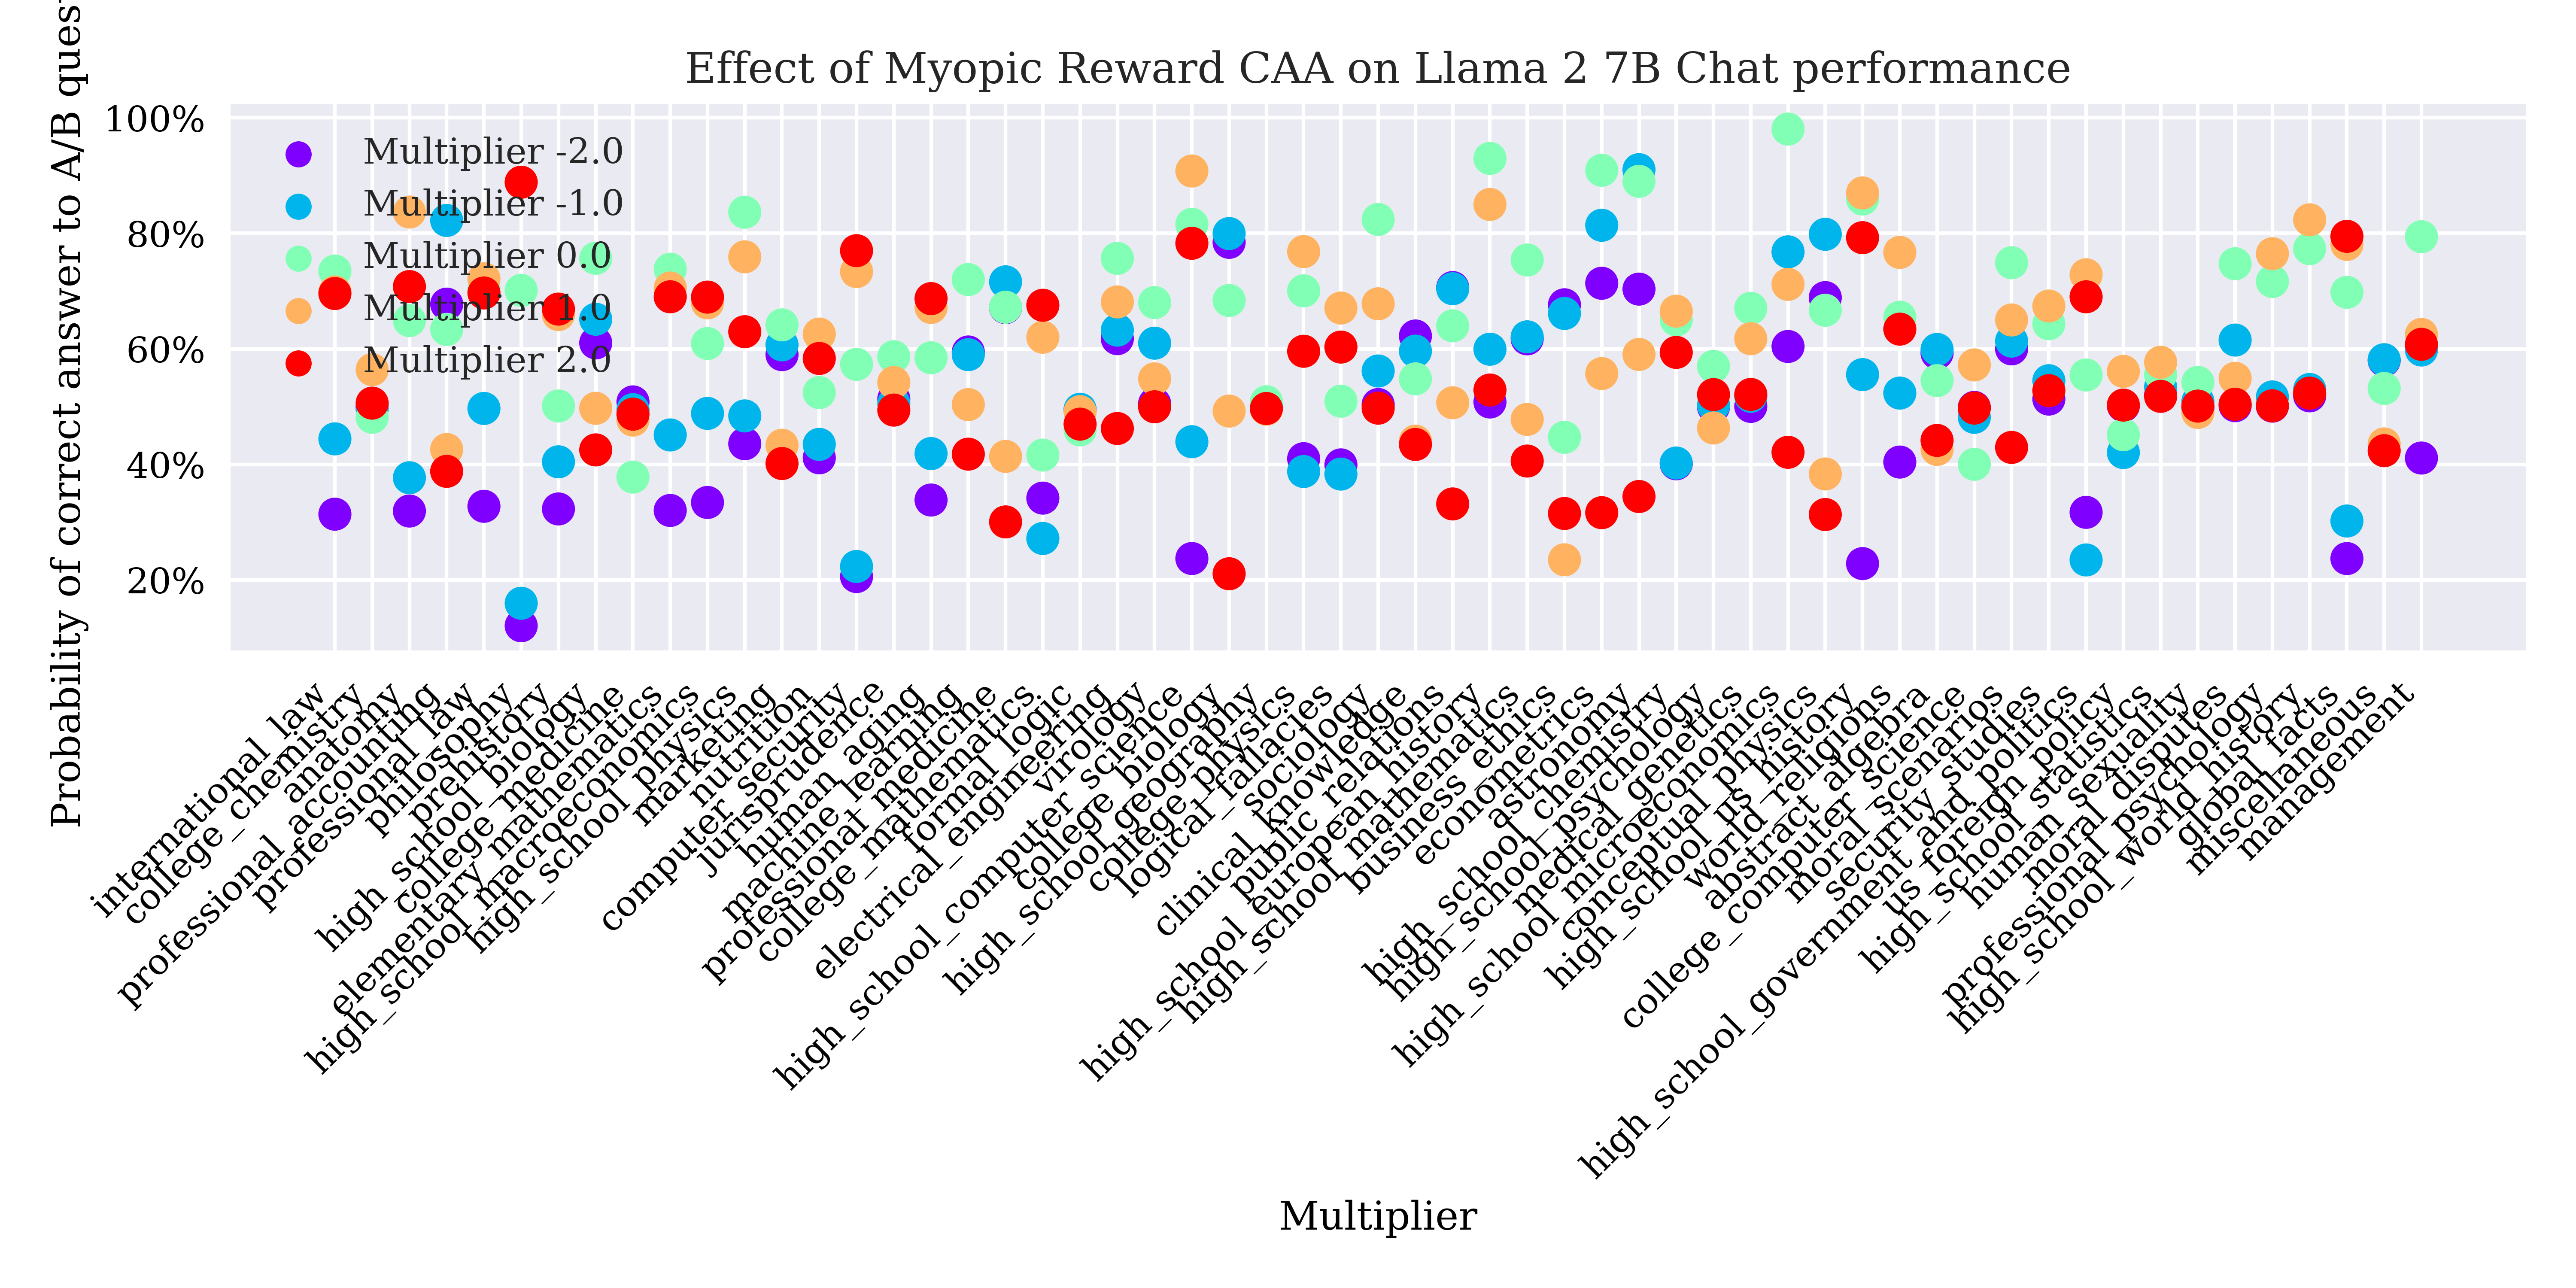 Effect of Myopic Reward CAA on Llama 2 7B Chat performance
Probability of correct answer to A/B ques
100%
80%
60%
40%
20%
Multiplier -2.0
Multiplier -1.0
Multiplier 0.0
Multiplier 1.0
Multiplier 2.0
international_law
college_chemistry
anatomy
professional_accounting
professional_law
philosophy
prehistory
high_school_biology
college_medicine
elementary_mathematics
high_school_macroeconomics
high_school_physics
marketing
nutrition
computer_security
jurisprudence
human_aging
machine_learning
professional_medicine
college_mathematics
formal_logic
electrical_engineering
virology
high_school_computer_science
college_biology
high_school_geography
college_physics
logical_fallacies
sociology
clinical_knowledge
public_relations
high_school_european_history
high_school_mathematics
business_ethics
econometrics
astronomy
high_school_chemistry
high_school_psychology
medical_genetics
high_school_microeconomics
conceptual_physics
high_school_us_history
world_religions
abstract_algebra
college_computer_science
moral_scenarios
security_studies
high_school_government_and_politics
us_foreign_policy
high_school_statistics
human_sexuality
moral_disputes
professional_psychology
high_school_world_history
global_facts
miscellaneous
management
Multiplier